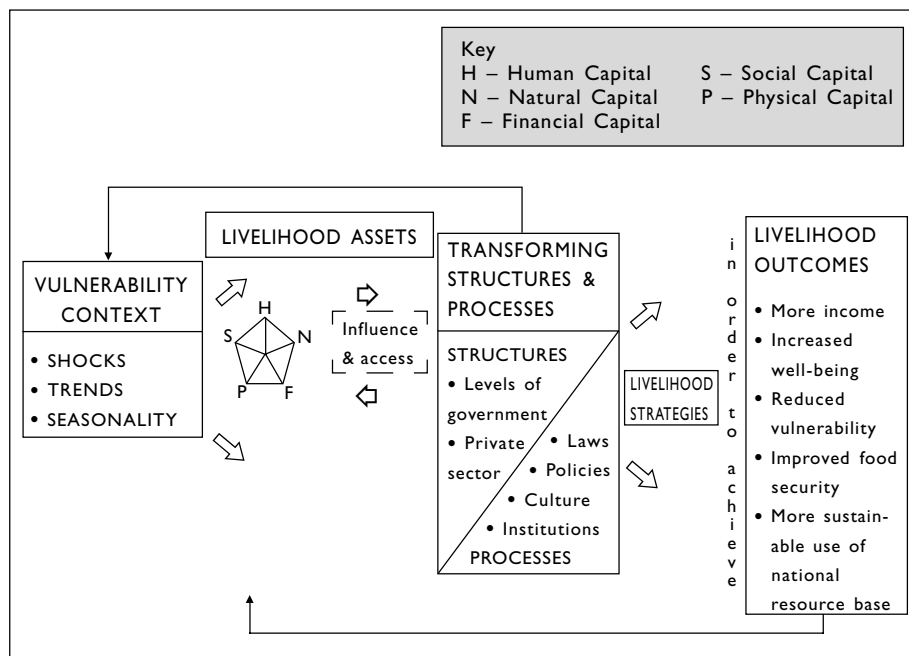 Key
H – Human Capital S – Social Capital
N – Natural Capital P – Physical Capital
F – Financial Capital
VULNERABILITY
CONTEXT
• SHOCKS
• TRENDS
• SEASONALITY
LIVELIHOOD ASSETS
H
S N
P F
Influence
& access
TRANSFORMING
STRUCTURES &
PROCESSES
STRUCTURES
• Levels of
government
• Private
sector
• Laws
• Policies
• Culture
• Institutions
PROCESSES
LIVELIHOOD
STRATEGIES
in order to achieve
LIVELIHOOD
OUTCOMES
• More income
• Increased
well-being
• Reduced
vulnerability
• Improved food
security
• More sustain-
able use of
national
resource base